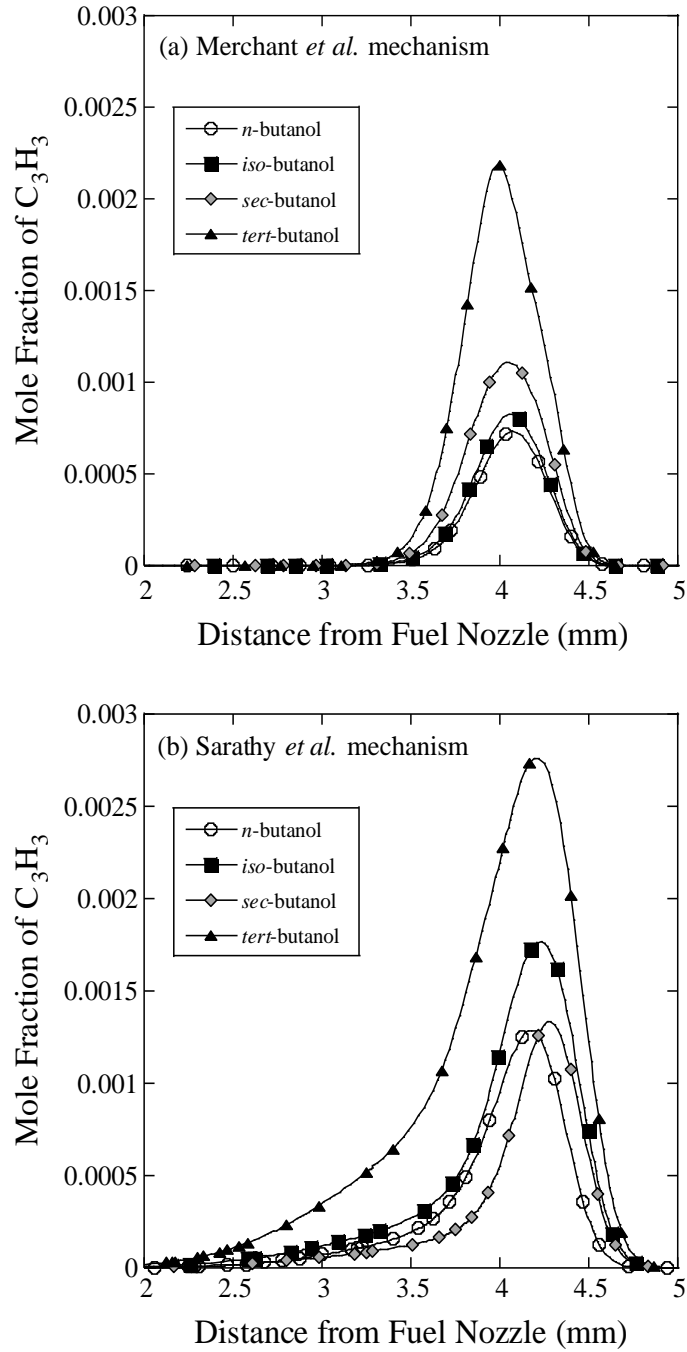 0.003
(a) Merchant et al. mechanism
0.0025
n-butanol
iso-butanol
sec-butanol
tert-butanol
0.002
0.0015
0.001
0.0005
0
Mole Fraction of C₃H₃
2 2.5 3 3.5 4 4.5 5
Distance from Fuel Nozzle (mm)
0.003
(b) Sarathy et al. mechanism
0.0025
n-butanol
iso-butanol
sec-butanol
tert-butanol
0.002
0.0015
0.001
0.0005
0
Mole Fraction of C₃H₃
2 2.5 3 3.5 4 4.5 5
Distance from Fuel Nozzle (mm)